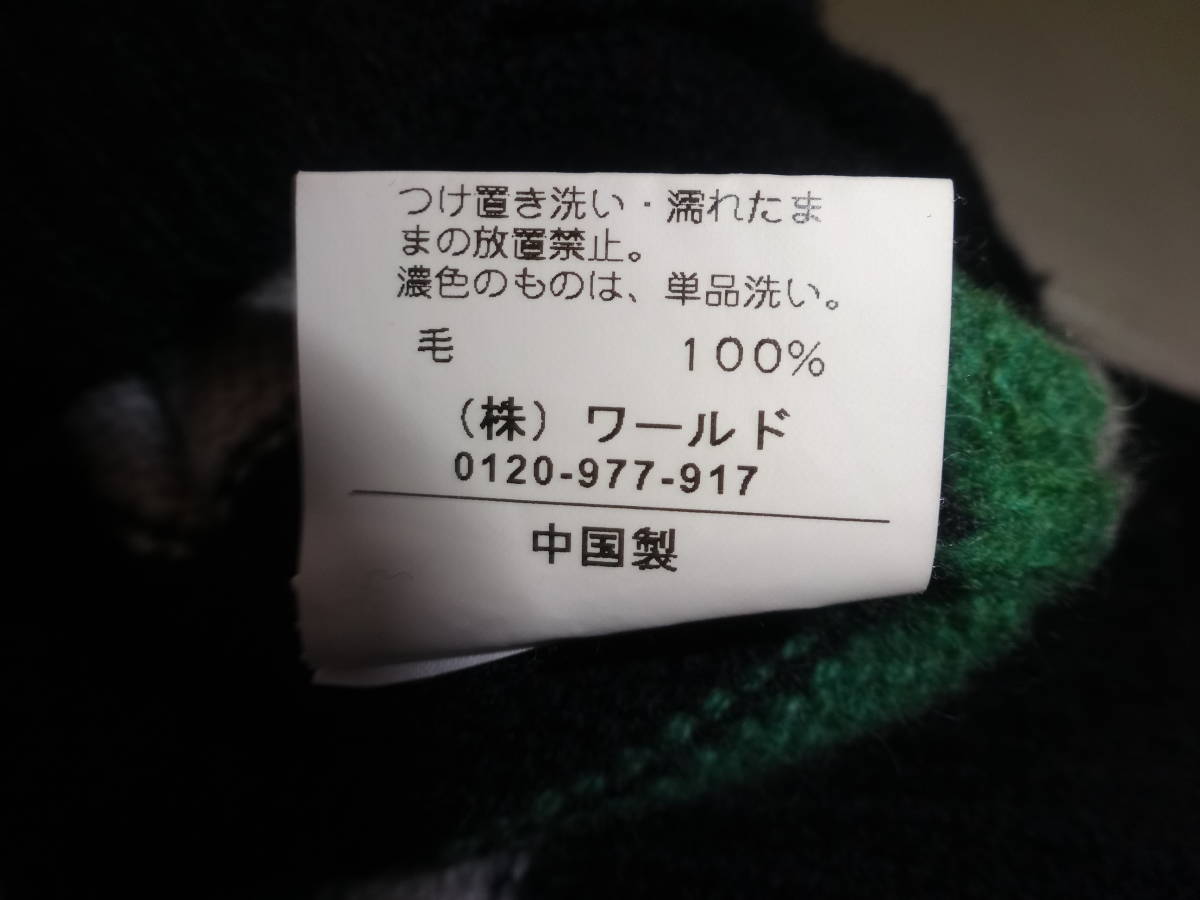 つけ置き洗い・濡れたま
まの放置禁止。
濃色のものは、単品洗い。
毛 100%
（株）ワールド
0120-977-917
中国製